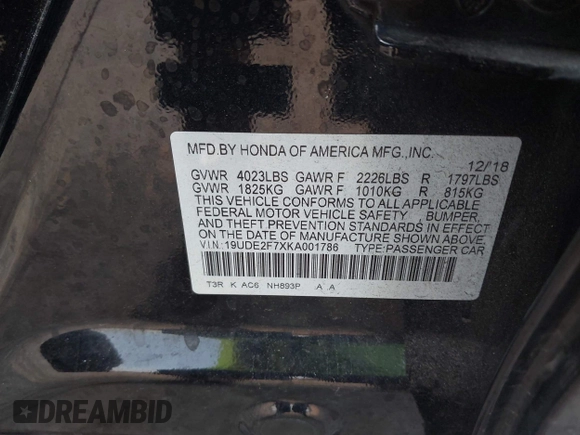 MFD.BY HONDA OF AMERICA MFG.,INC. 12/18
GVWR 4023LBS GAWR F 2226LBS R 1797LBS
GVWR 1825KG GAWR F 1010KG R 815KG
THIS VEHICLE CONFORMS TO ALL APPLICABLE
FEDERAL MOTOR VEHICLE SAFETY , BUMPER,
AND THEFT PREVENTION STANDARDS IN EFFECT
ON THE DATE OF MANUFACTURE SHOWN ABOVE.
VIN:19UDE2F7XKA001786 TYPE:PASSENGER CAR
T3R K AC6 NH893P A A
DREAMBID